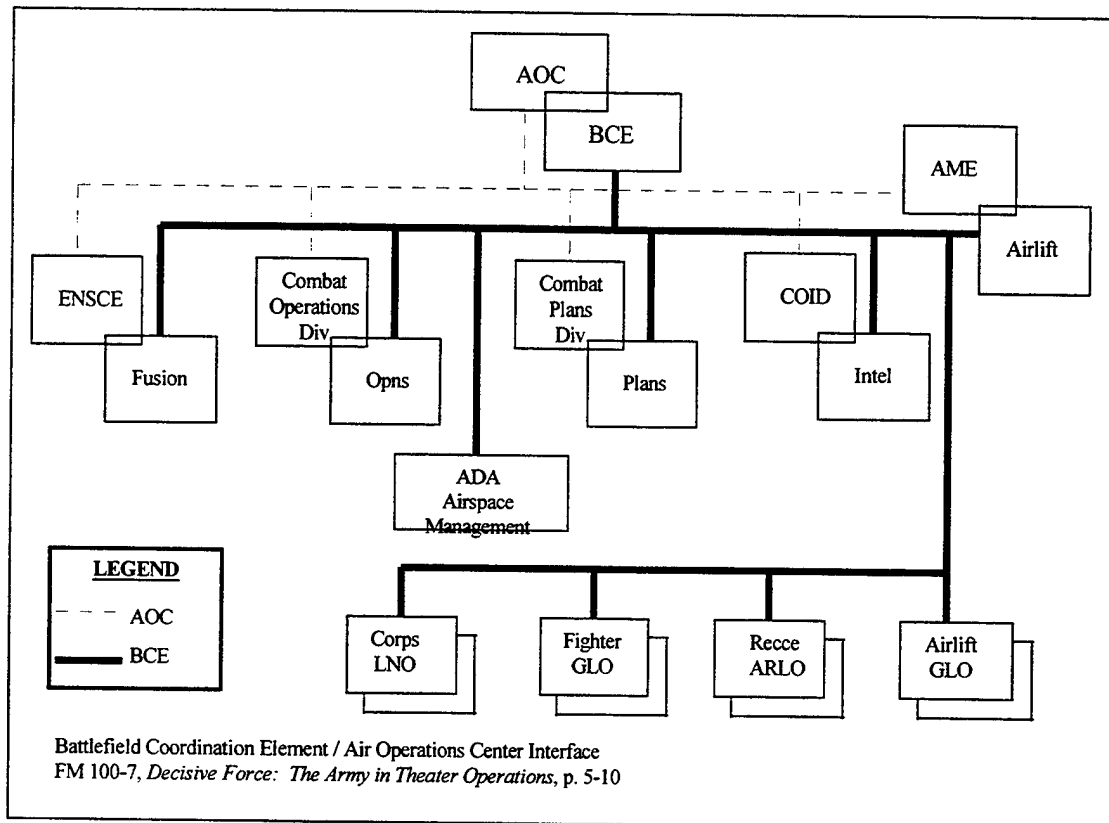 AOC
BCE
AME
Airlift
ENSCE
Fusion
Combat
Operations
Div
Opns
Combat
Plans
Div
Plans
COID
Intel
ADA
Airspace
Management
LEGEND
AOC
BCE
Corps
LNO
Fighter
GLO
Recce
ARLO
Airlift
GLO
Battlefield Coordination Element / Air Operations Center Interface
FM 100-7, Decisive Force: The Army in Theater Operations, p. 5-10